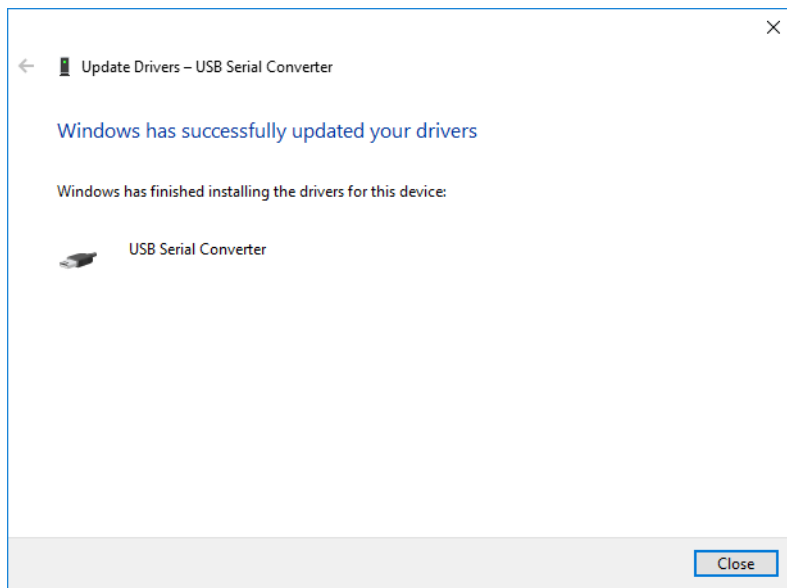 Update Drivers – USB Serial Converter
Windows has successfully updated your drivers
Windows has finished installing the drivers for this device:
USB Serial Converter
Close